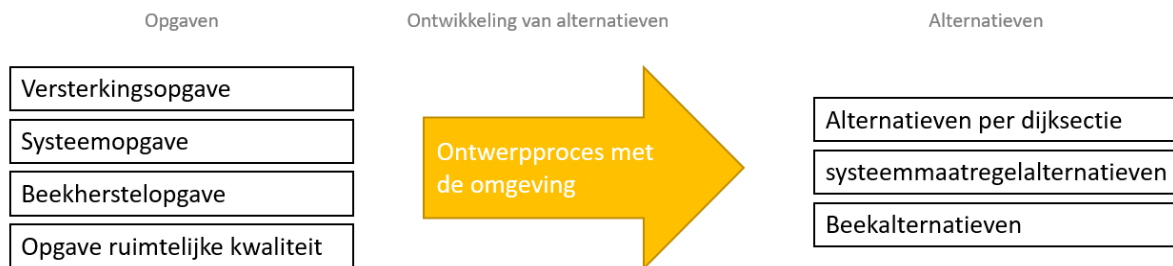 Opgaven
Ontwikkeling van alternatieven
Alternatieven
Versterkingsopgave
Systeemopgave
Beekherstelopgave
Opgave ruimtelijke kwaliteit
Ontwerpproces met
de omgeving
Alternatieven per dijksectie
systeemmaatregelalternatieven
Beekalternatieven